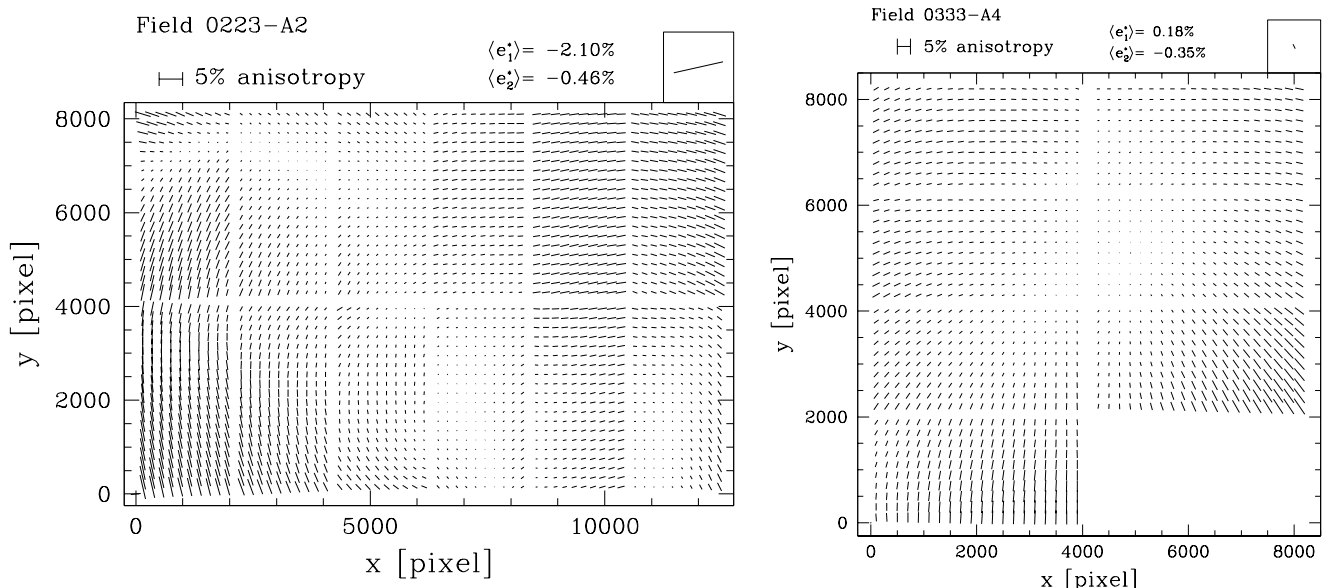 Field 0223-A2
5% anisotropy
⟨e₁*⟩= −2.10%
⟨e₂*⟩= −0.46%
8000
6000
4000
2000
0
y [pixel]
0 5000 10000
x [pixel]
Field 0333-A4
5% anisotropy
⟨e₁*⟩= 0.18%
⟨e₂*⟩= −0.35%
8000
6000
4000
2000
0
y [pixel]
0 2000 4000 6000 8000
x [pixel]